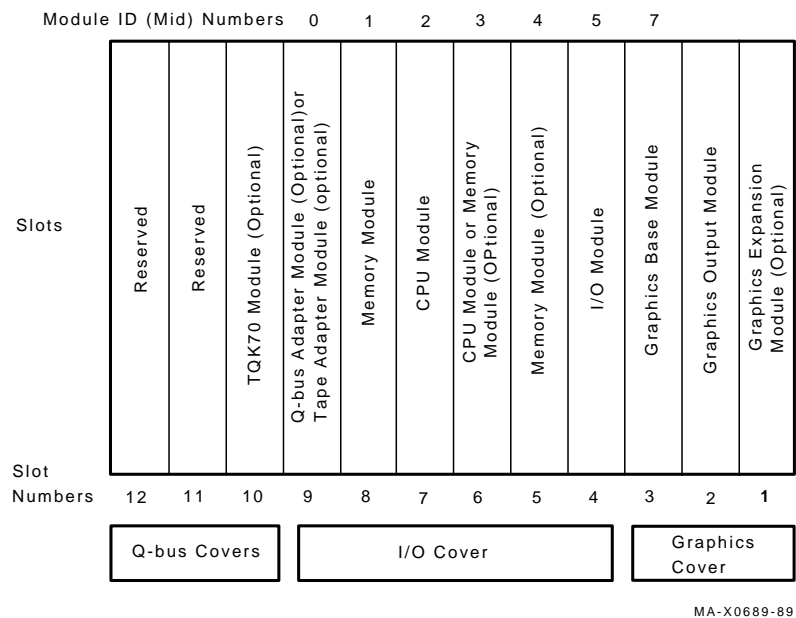 Module ID (Mid) Numbers 0 1 2 3 4 5 7
Slots
Reserved
Reserved
TQK70 Module (Optional)
Q-bus Adapter Module (Optional)or
Tape Adapter Module (optional)
Memory Module
CPU Module
CPU Module or Memory
Module (OPtional)
Memory Module (Optional)
I/O Module
Graphics Base Module
Graphics Output Module
Graphics Expansion
Module (Optional)
Slot
Numbers 12 11 10 9 8 7 6 5 4 3 2 1
Q-bus Covers
I/O Cover
Graphics
Cover
MA-X0689-89